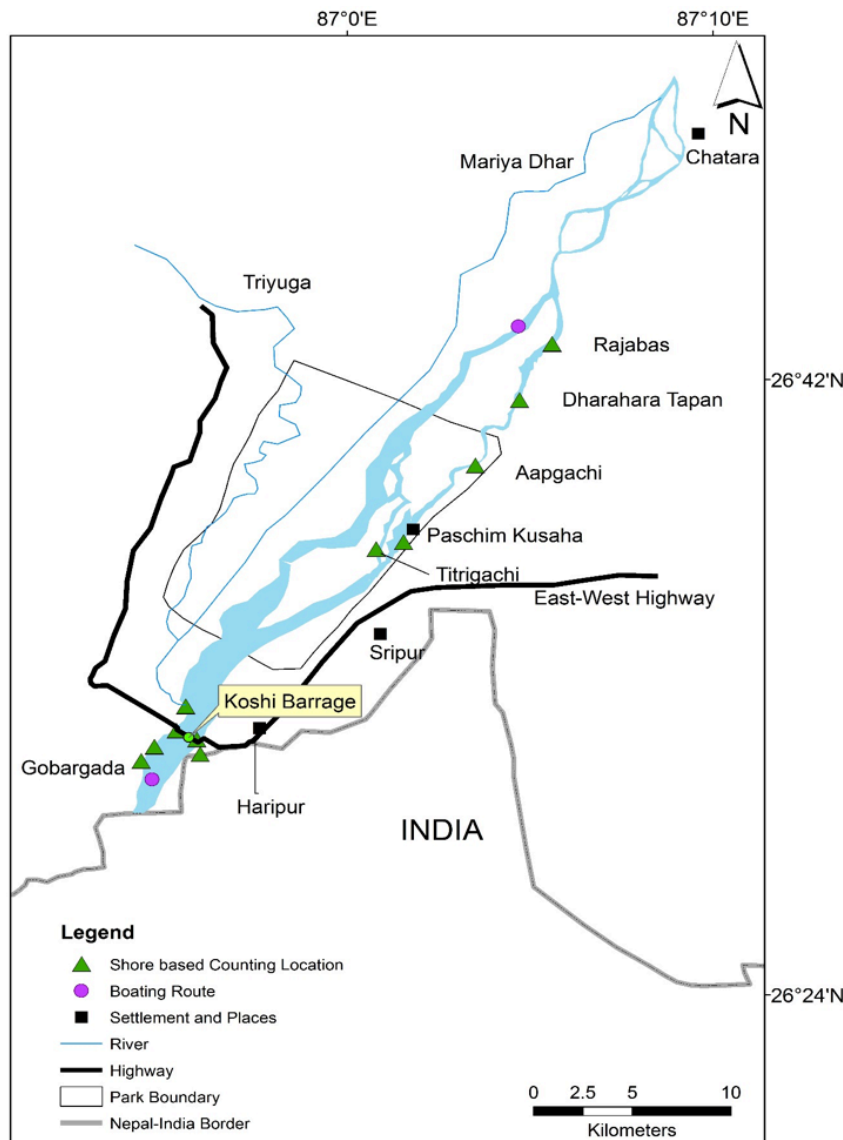 87°0'E
87°10'E
N
Chatara
Mariya Dhar
Triyuga
Rajabas
26°42'N
Dharahara Tapan
Aapgachi
Paschim Kusaha
Titrigachi
East-West Highway
Sripur
Koshi Barrage
Gobargada
Haripur
INDIA
Legend
Shore based Counting Location
Boating Route
Settlement and Places
River
Highway
Park Boundary
Nepal-India Border
26°24'N
0 2.5 5 10
Kilometers